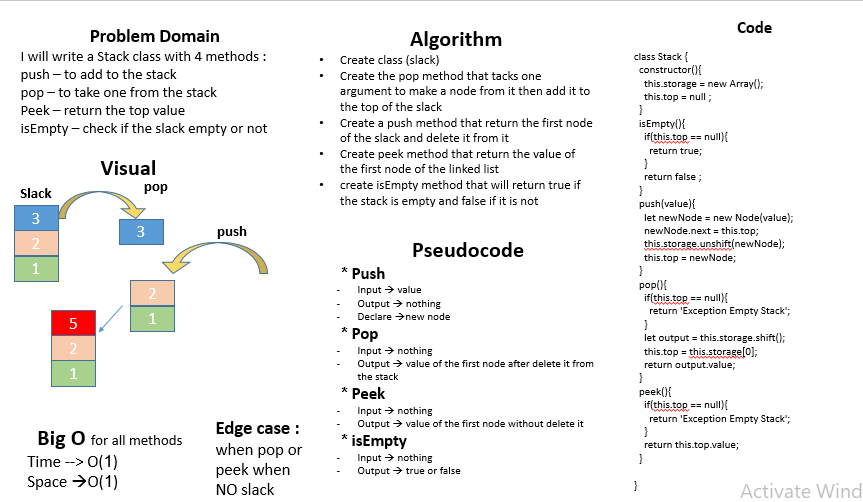 Problem Domain
I will write a Stack class with 4 methods :
push – to add to the stack
pop – to take one from the stack
Peek – return the top value
isEmpty – check if the slack empty or not
Visual
Slack
pop
3
2
1
3
push
2
1
5
2
1
Big O for all methods
Time --> O(1)
Space →O(1)
Edge case :
when pop or
peek when
NO slack
Algorithm
• Create class (slack)
• Create the pop method that tacks one
argument to make a node from it then add it to
the top of the slack
• Create a push method that return the first node
of the slack and delete it from it
• Create peek method that return the value of
the first node of the linked list
• create isEmpty method that will return true if
the stack is empty and false if it is not
Pseudocode
* Push
- Input → value
- Output → nothing
- Declare →new node
* Pop
- Input → nothing
- Output → value of the first node after delete it from
the stack
* Peek
- Input → nothing
- Output → value of the first node without delete it
* isEmpty
- Input → nothing
- Output → true or false
Code
class Stack {
constructor(){
this.storage = new Array();
this.top = null ;
}
isEmpty(){
if(this.top == null){
return true;
}
return false ;
}
push(value){
let newNode = new Node(value);
newNode.next = this.top;
this.storage.unshift(newNode);
this.top = newNode;
}
pop(){
if(this.top == null){
return 'Exception Empty Stack';
}
let output = this.storage.shift();
this.top = this.storage[0];
return output.value;
}
peek(){
if(this.top == null){
return 'Exception Empty Stack';
}
return this.top.value;
}
}
Activate Wind